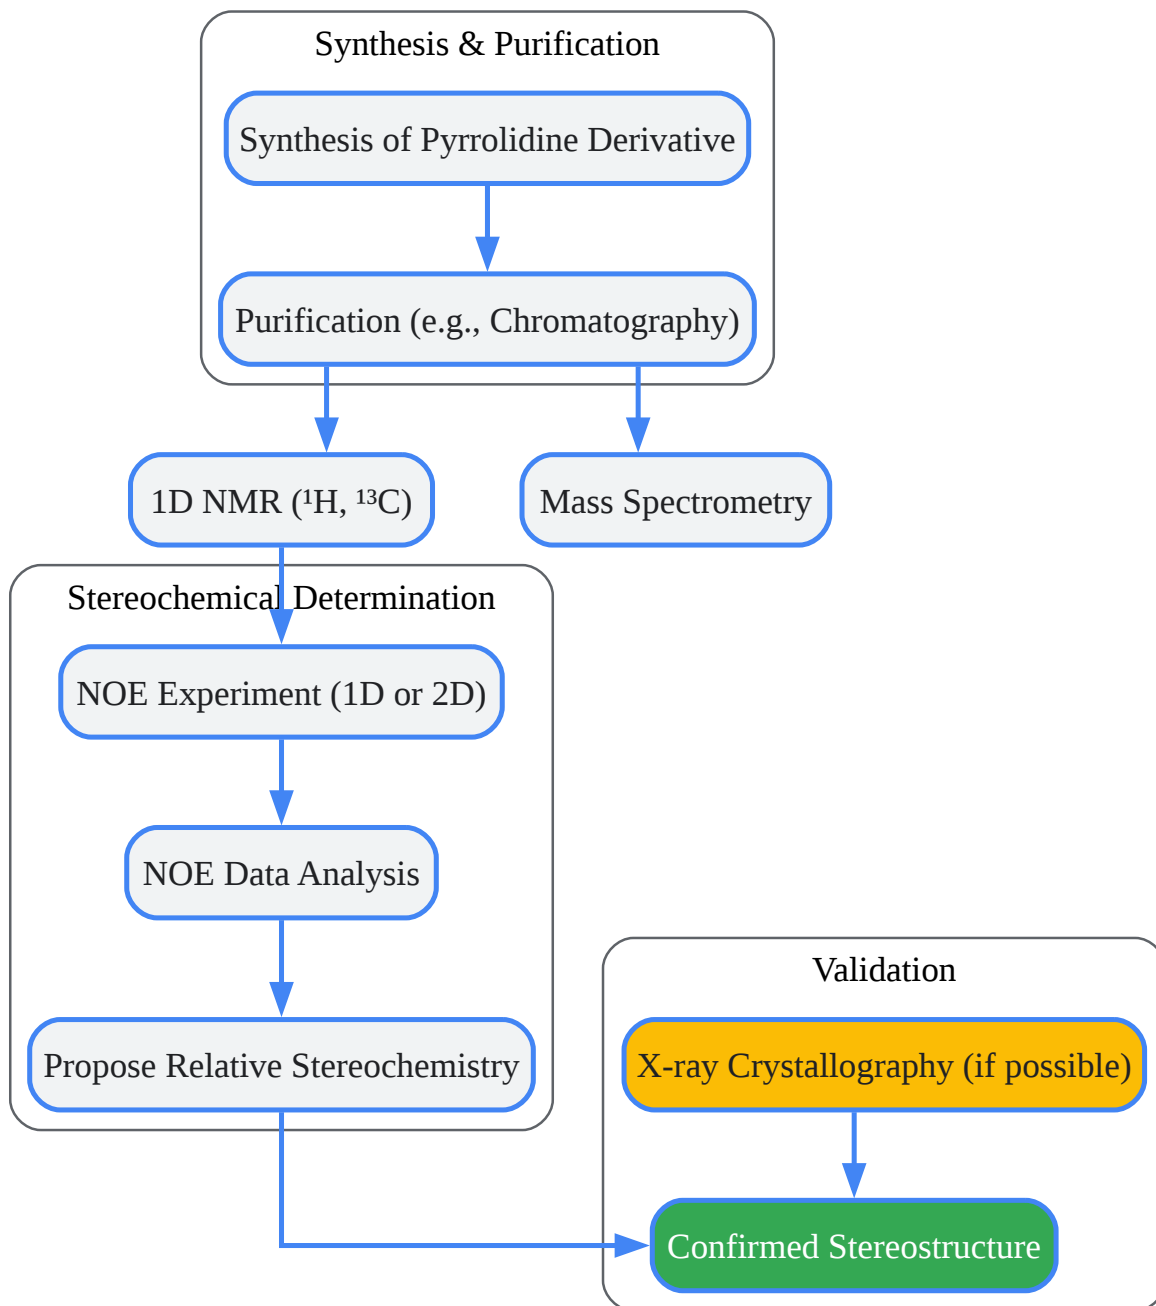 Synthesis & Purification
Synthesis of Pyrrolidine Derivative
Purification (e.g., Chromatography)
1D NMR (¹H, ¹³C)
Mass Spectrometry
Stereochemical Determination
NOE Experiment (1D or 2D)
NOE Data Analysis
Propose Relative Stereochemistry
Validation
X-ray Crystallography (if possible)
Confirmed Stereostructure